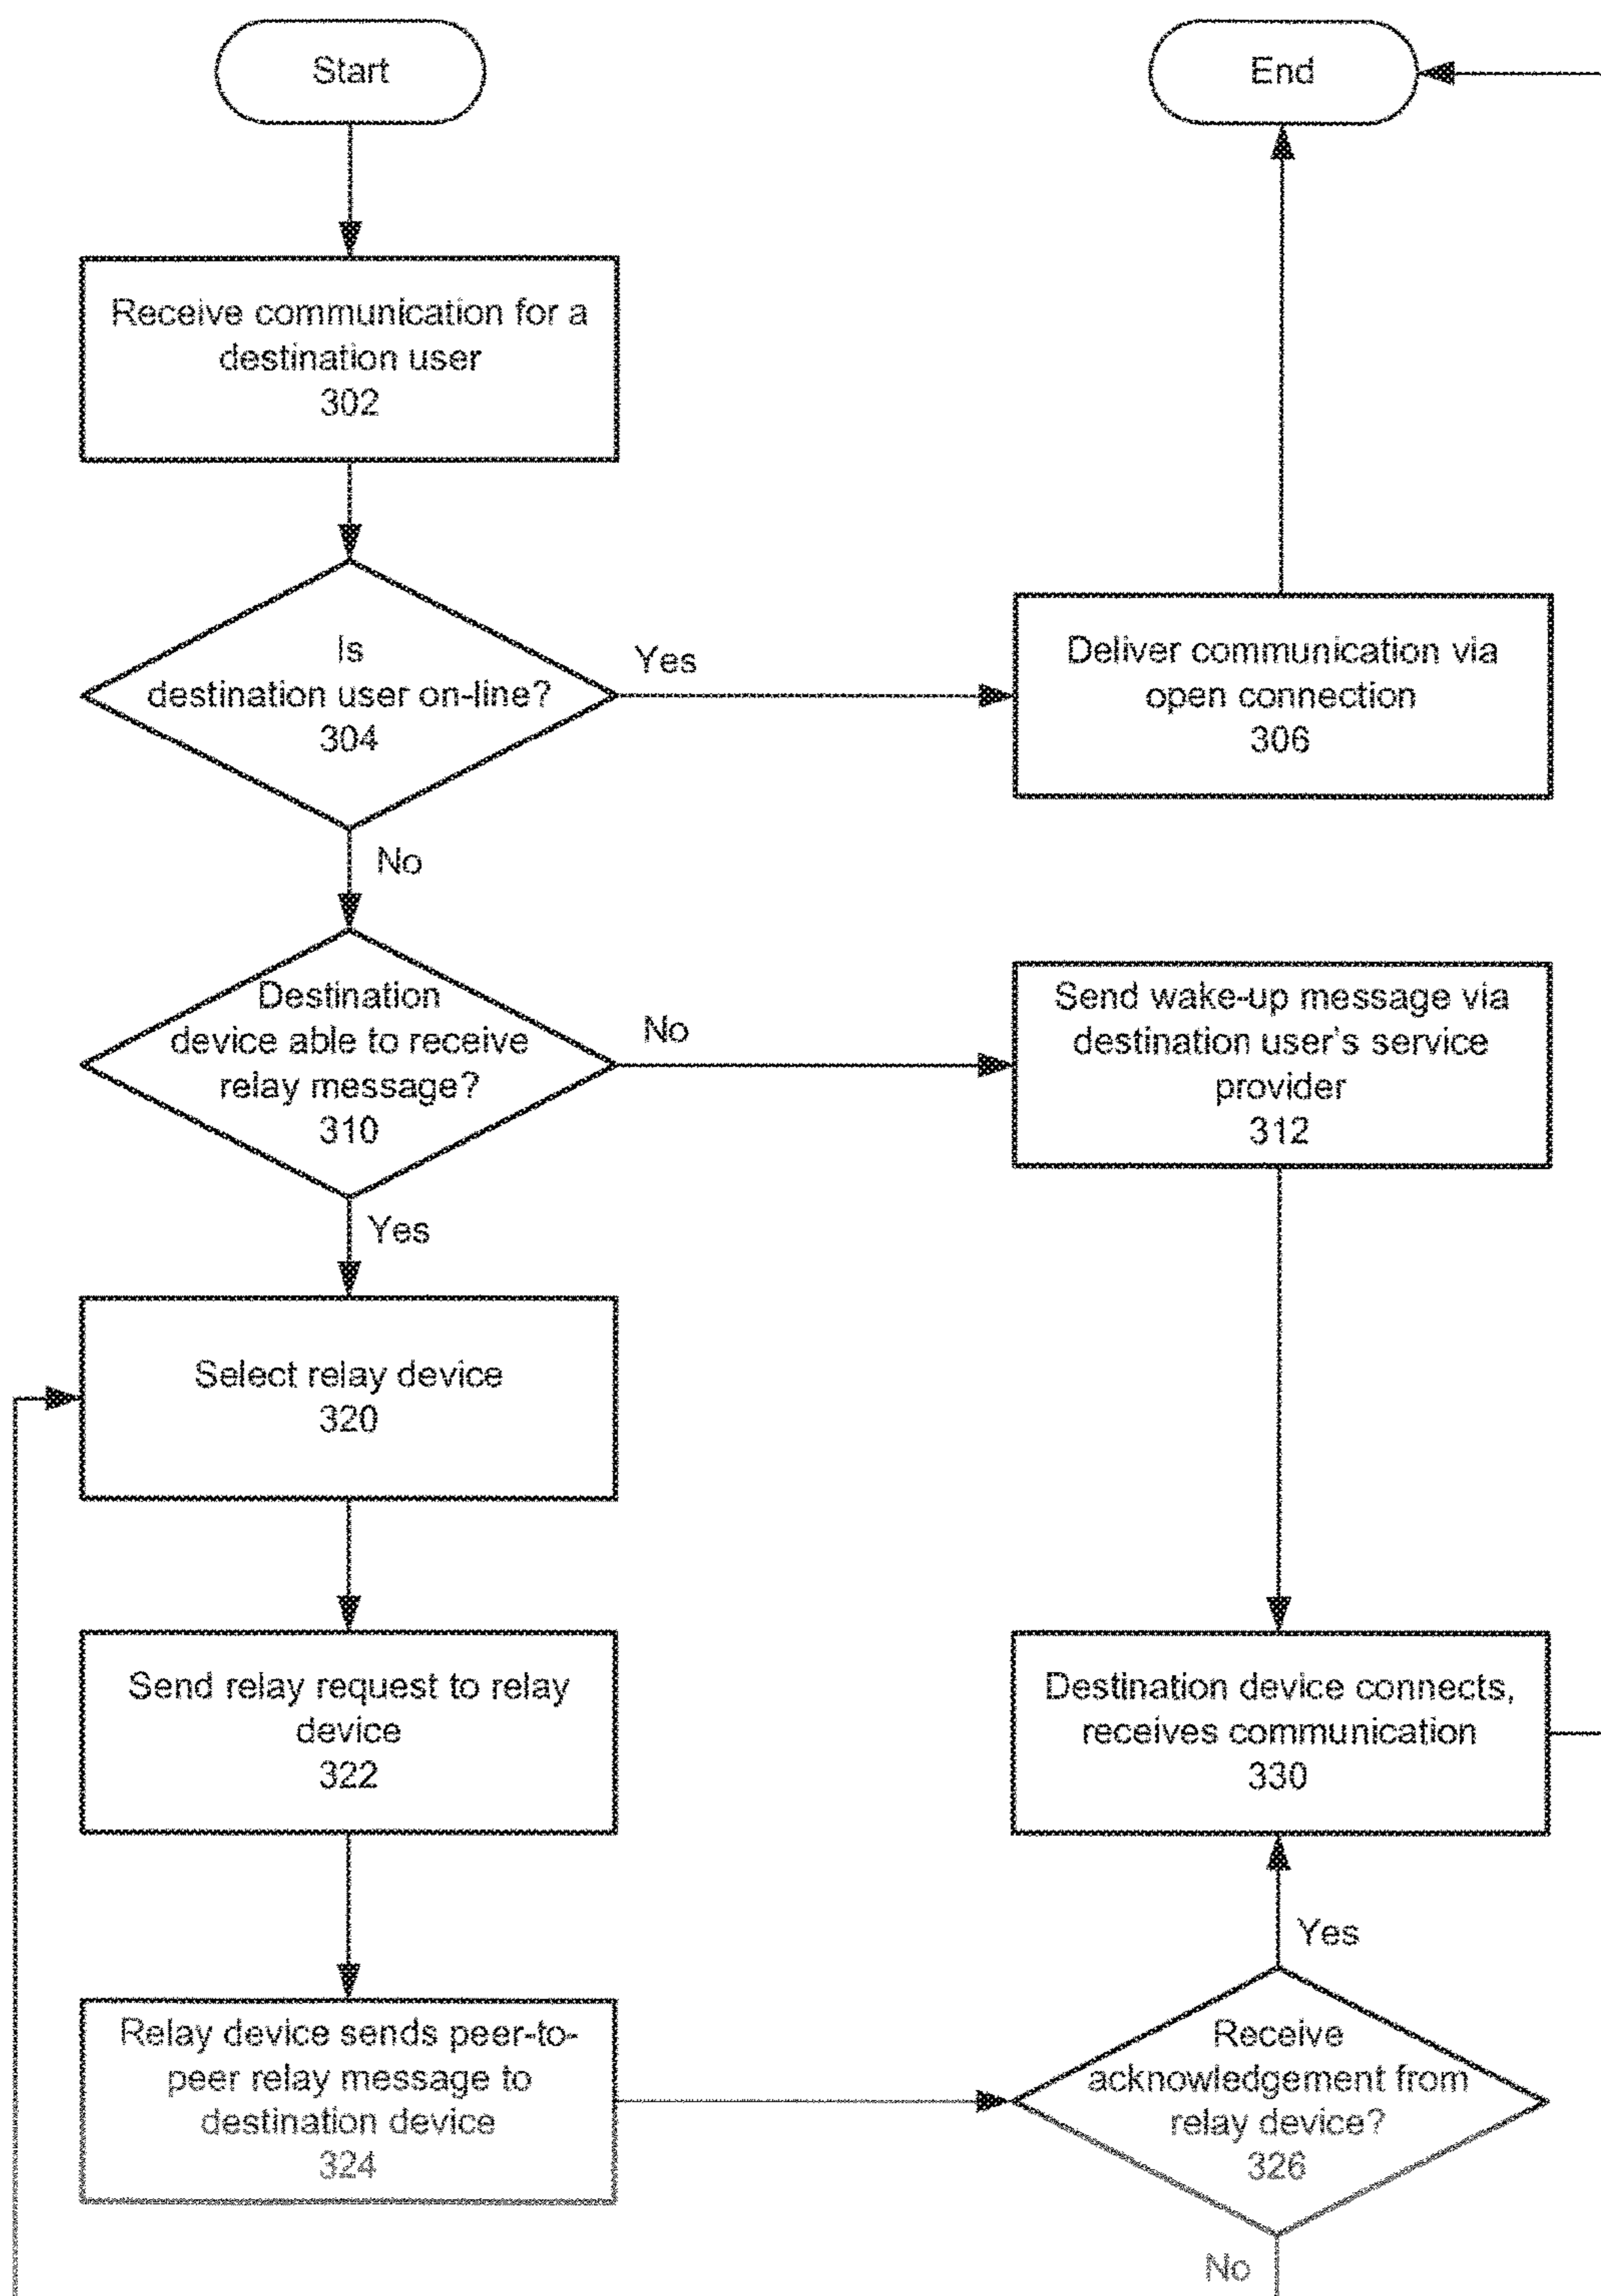 Start
End
Receive communication for a
destination user
302
Is
destination user on-line?
304
Yes
Deliver communication via
open connection
306
No
Destination
device able to receive
relay message?
310
No
Send wake-up message via
destination user's service
provider
312
Yes
Select relay device
320
Send relay request to relay
device
322
Destination device connects,
receives communication
330
Yes
Relay device sends peer-to-
peer relay message to
destination device
324
Receive
acknowledgement from
relay device?
326
No